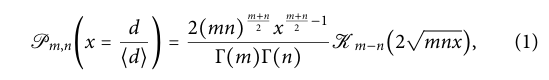 𝒫_{m,n}(x = d/⟨d⟩) = 2(mn)^{(m+n)/2} x^{(m+n)/2 − 1} / Γ(m)Γ(n) 𝒦_{m−n}(2√(mnx)), (1)